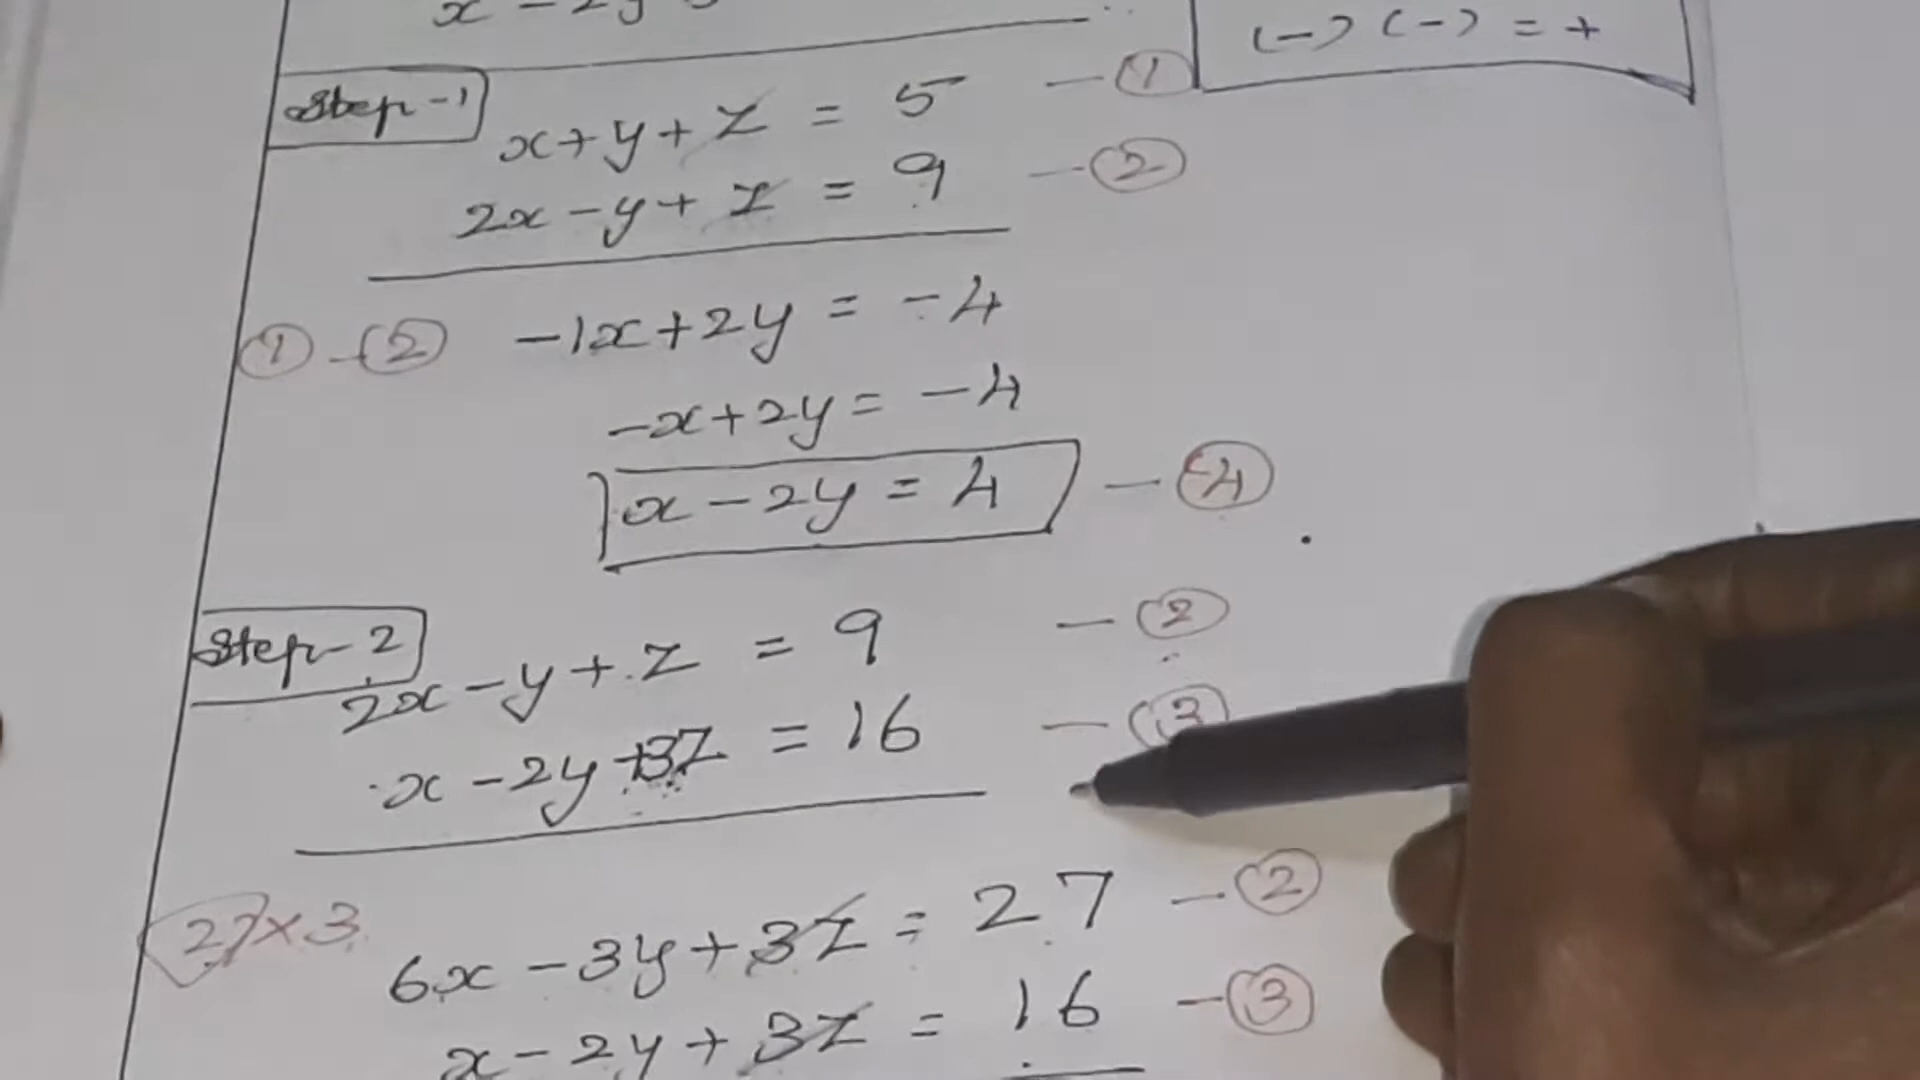 x - 2y
(-) (-) = +
Step-1
x+y+z = 5 - ①
2x-y+z = 9 - ②
① - ② -1x+2y = -4
-x+2y = -4
x-2y = 4 - ④
Step-2
2x-y+z = 9 - ②
x-2y+3z = 16 - ③
②×3 6x-3y+3z = 27 - ②
x-2y+3z = 16 - ③